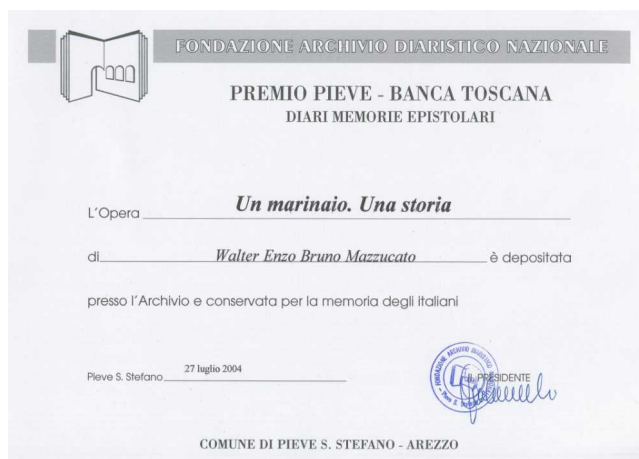 FONDAZIONE ARCHIVIO DIARISTICO NAZIONALE
PREMIO PIEVE - BANCA TOSCANA
DIARI MEMORIE EPISTOLARI
L'Opera Un marinaio. Una storia
di Walter Enzo Bruno Mazzucato è depositata
presso l'Archivio e conservata per la memoria degli italiani
Pieve S. Stefano 27 luglio 2004
IL PRESIDENTE
COMUNE DI PIEVE S. STEFANO - AREZZO